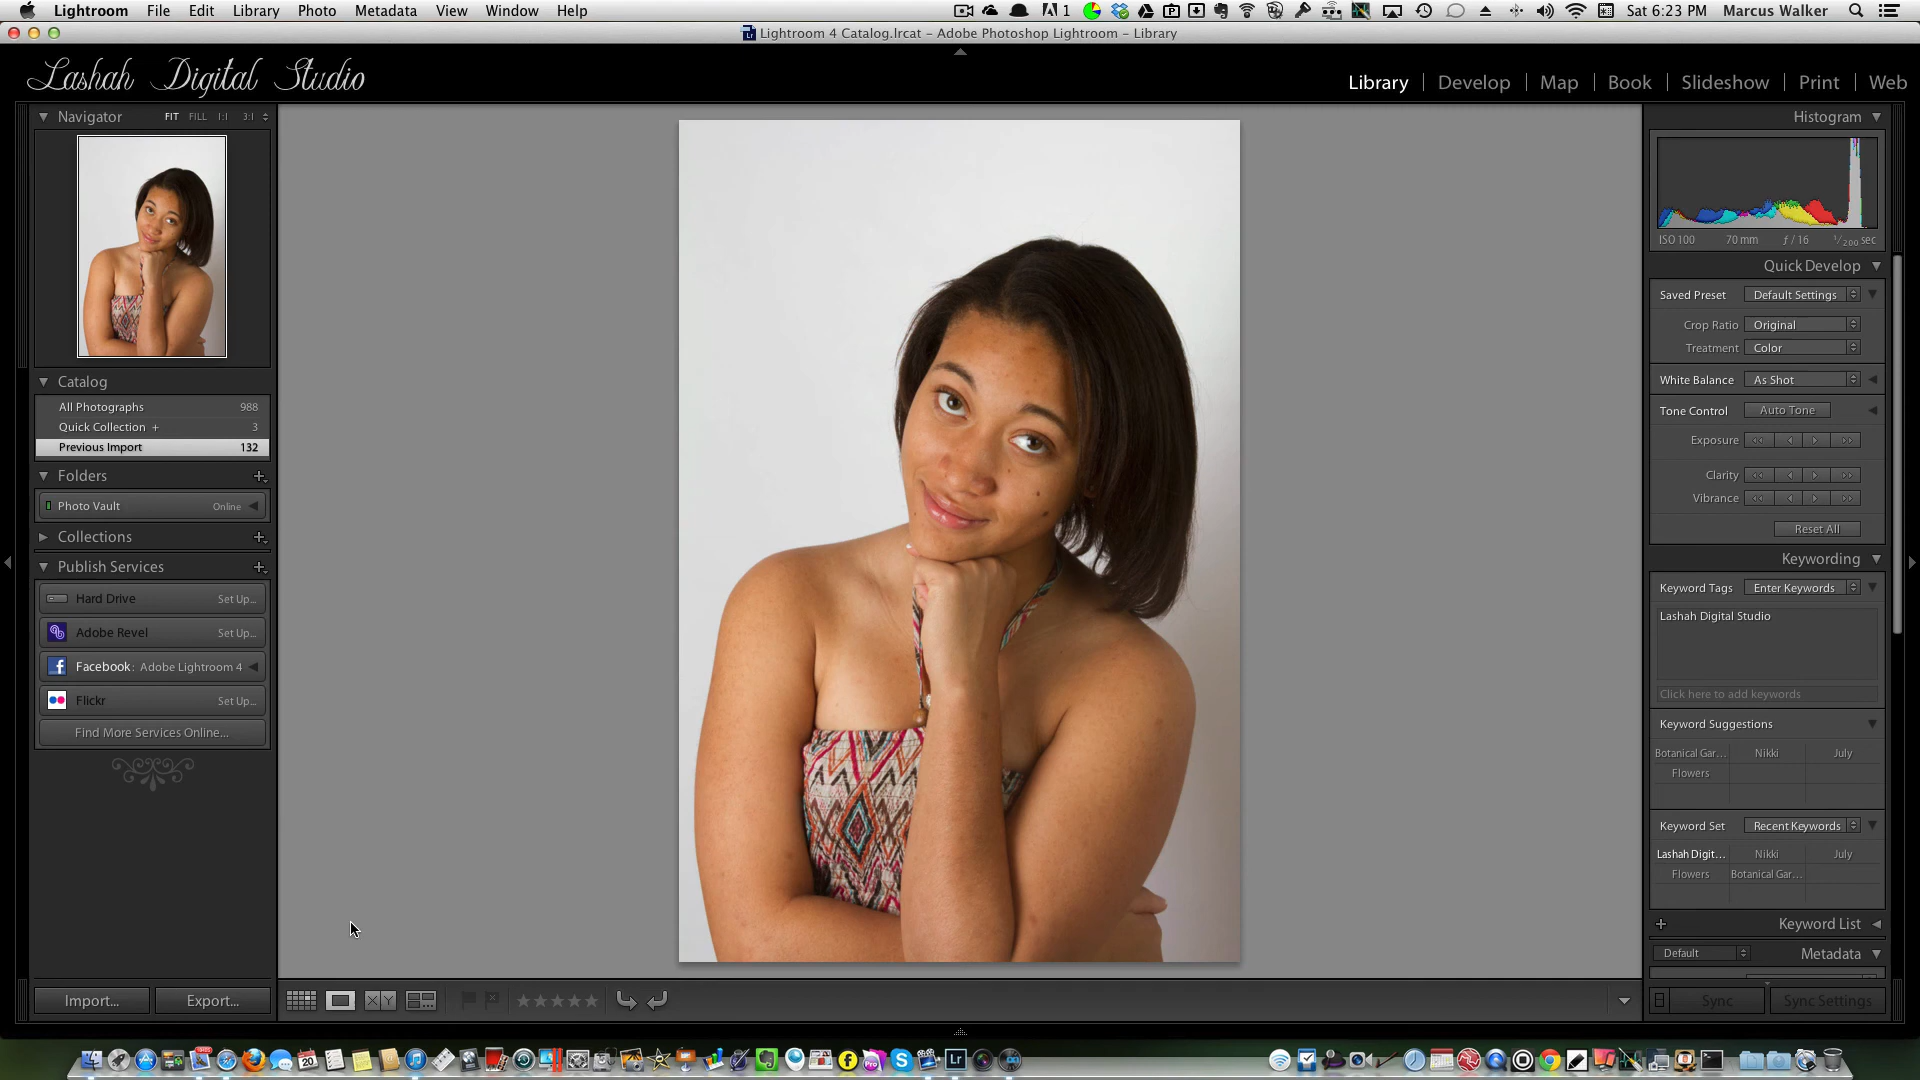 Lightroom File Edit Library Photo Metadata View Window Help
1 Sat 6:23 PM Marcus Walker
Lightroom 4 Catalog.lrcat – Adobe Photoshop Lightroom – Library
Lashah Digital Studio
Library Develop Map Book Slideshow Print Web
Navigator FIT FILL 1:1 3:1
Catalog
All Photographs 988
Quick Collection + 3
Previous Import 132
Folders
Photo Vault Online
Collections
Publish Services
Hard Drive Set Up...
Adobe Revel Set Up...
Facebook: Adobe Lightroom 4
Flickr Set Up...
Find More Services Online...
Import... Export...
XY
Histogram
ISO 100 70 mm ƒ / 16 1/200 sec
Quick Develop
Saved Preset Default Settings
Crop Ratio Original
Treatment Color
White Balance As Shot
Tone Control Auto Tone
Exposure
Clarity
Vibrance
Reset All
Keywording
Keyword Tags Enter Keywords
Lashah Digital Studio
Click here to add keywords
Keyword Suggestions
Botanical Gar... Nikki July
Flowers
Keyword Set Recent Keywords
Lashah Digit... Nikki July
Flowers Botanical Gar...
Keyword List
Default Metadata
Sync Sync Settings
20
Lr